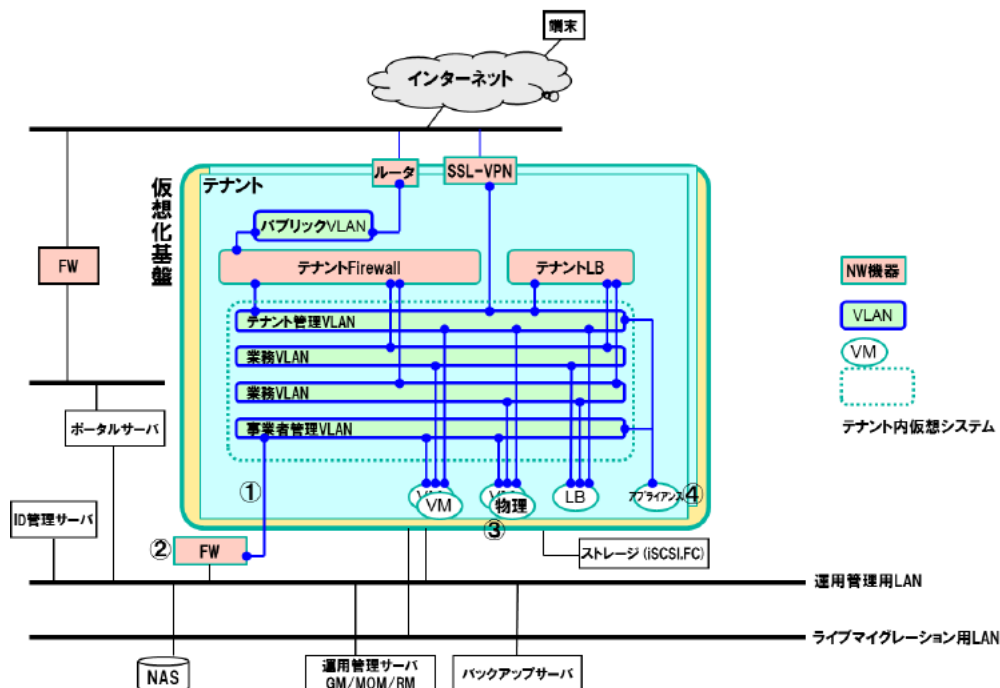 端末
インターネット
ルータ
SSL-VPN
仮想化基盤
テナント
パブリックVLAN
FW
テナントFirewall
テナントLB
NW機器
テナント管理VLAN
VLAN
業務VLAN
VM
業務VLAN
事業者管理VLAN
テナント内仮想システム
ポータルサーバ
①
VM
VM
VM
物理
LB
アプライアンス④
③
ID管理サーバ
②
FW
ストレージ(iSCSI.FC)
運用管理用LAN
ライブマイグレーション用LAN
NAS
運用管理サーバ
GM/MOM/RM
バックアップサーバ